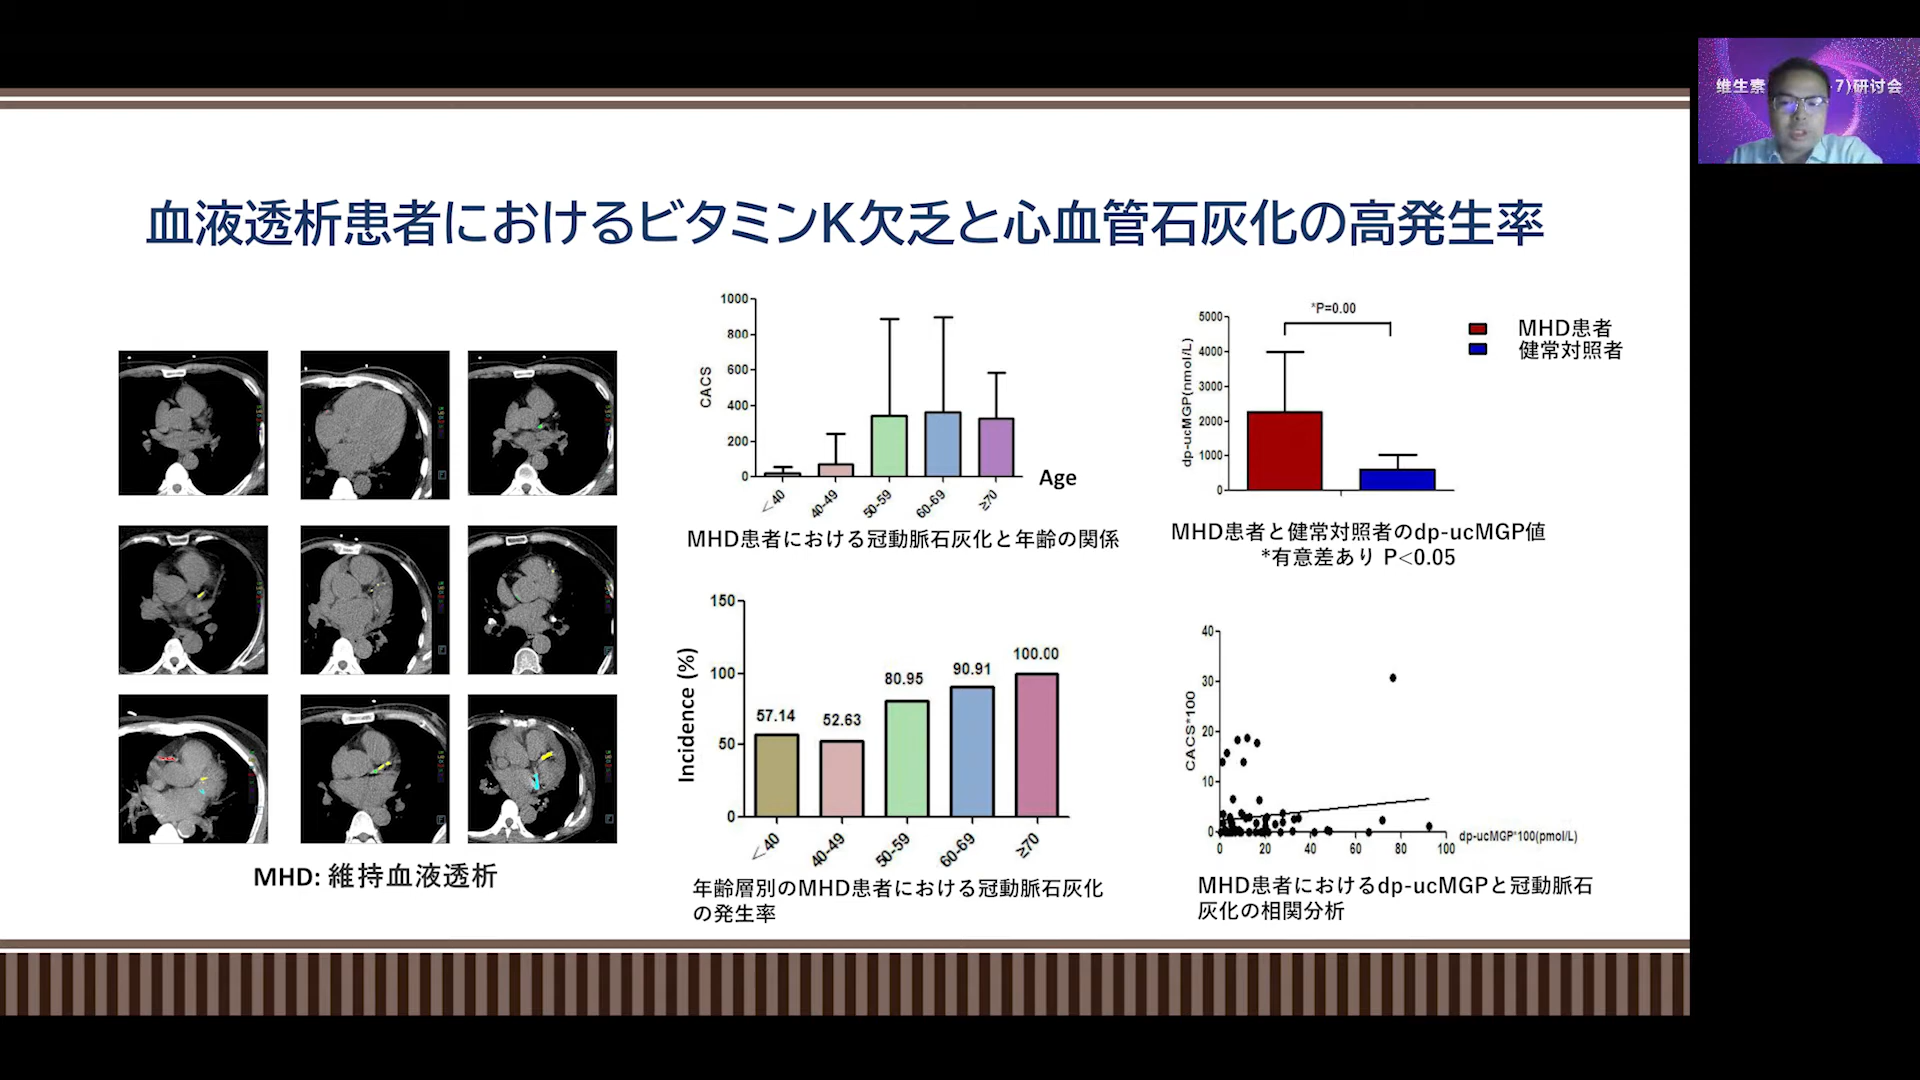 维生素
7)研讨会
血液透析患者におけるビタミンK欠乏と心血管石灰化の高発生率
MHD: 維持血液透析
CACS
1000
800
600
400
200
0
<40
40-49
50-59
60-69
≥70
Age
MHD患者における冠動脈石灰化と年齢の関係
Incidence (%)
150
100
50
0
57.14
52.63
80.95
90.91
100.00
<40
40-49
50-59
60-69
≥70
年齢層別のMHD患者における冠動脈石灰化
の発生率
*P=0.00
dp-ucMGP(nmol/L)
5000
4000
3000
2000
1000
0
MHD患者
健常対照者
MHD患者と健常対照者のdp-ucMGP値
*有意差あり P<0.05
CACS*100
40
30
20
10
0
0 20 40 60 80 100
dp-ucMGP*100(pmol/L)
MHD患者におけるdp-ucMGPと冠動脈石
灰化の相関分析